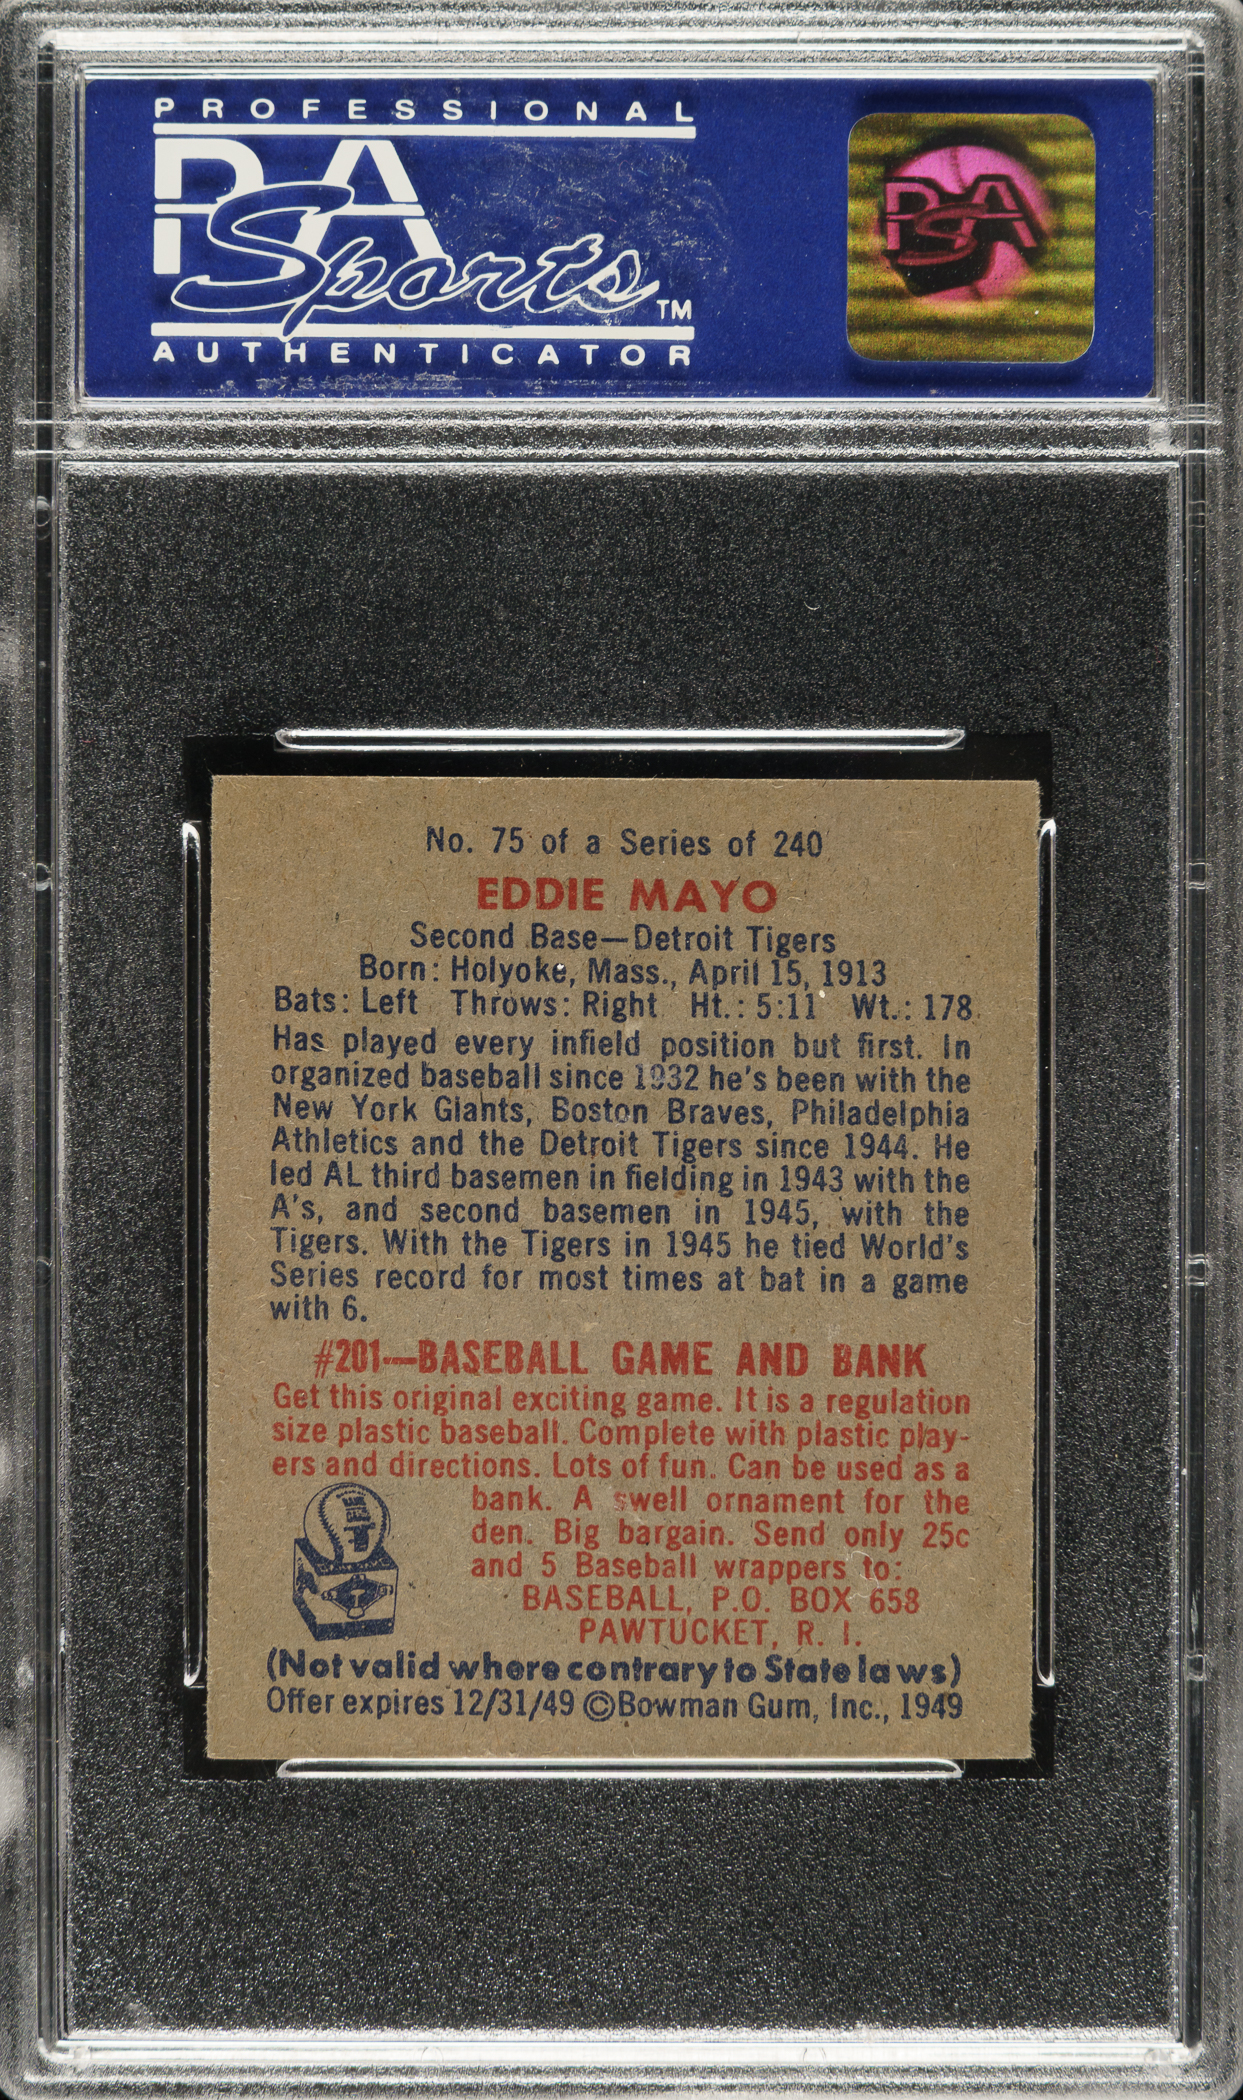 PROFESSIONAL
PSA
Sports™
AUTHENTICATOR
PSA
No. 75 of a Series of 240
EDDIE MAYO
Second Base—Detroit Tigers
Born: Holyoke, Mass., April 15, 1913
Bats: Left Throws: Right Ht.: 5:11 Wt.: 178
Has played every infield position but first. In
organized baseball since 1932 he's been with the
New York Giants, Boston Braves, Philadelphia
Athletics and the Detroit Tigers since 1944. He
led AL third basemen in fielding in 1943 with the
A's, and second basemen in 1945, with the
Tigers. With the Tigers in 1945 he tied World's
Series record for most times at bat in a game
with 6.
#201—BASEBALL GAME AND BANK
Get this original exciting game. It is a regulation
size plastic baseball. Complete with plastic play-
ers and directions. Lots of fun. Can be used as a
bank. A swell ornament for the
den. Big bargain. Send only 25c
and 5 Baseball wrappers to:
BASEBALL, P.O. BOX 658
PAWTUCKET, R. I.
(Not valid where contrary to State laws)
Offer expires 12/31/49 ©Bowman Gum, Inc., 1949